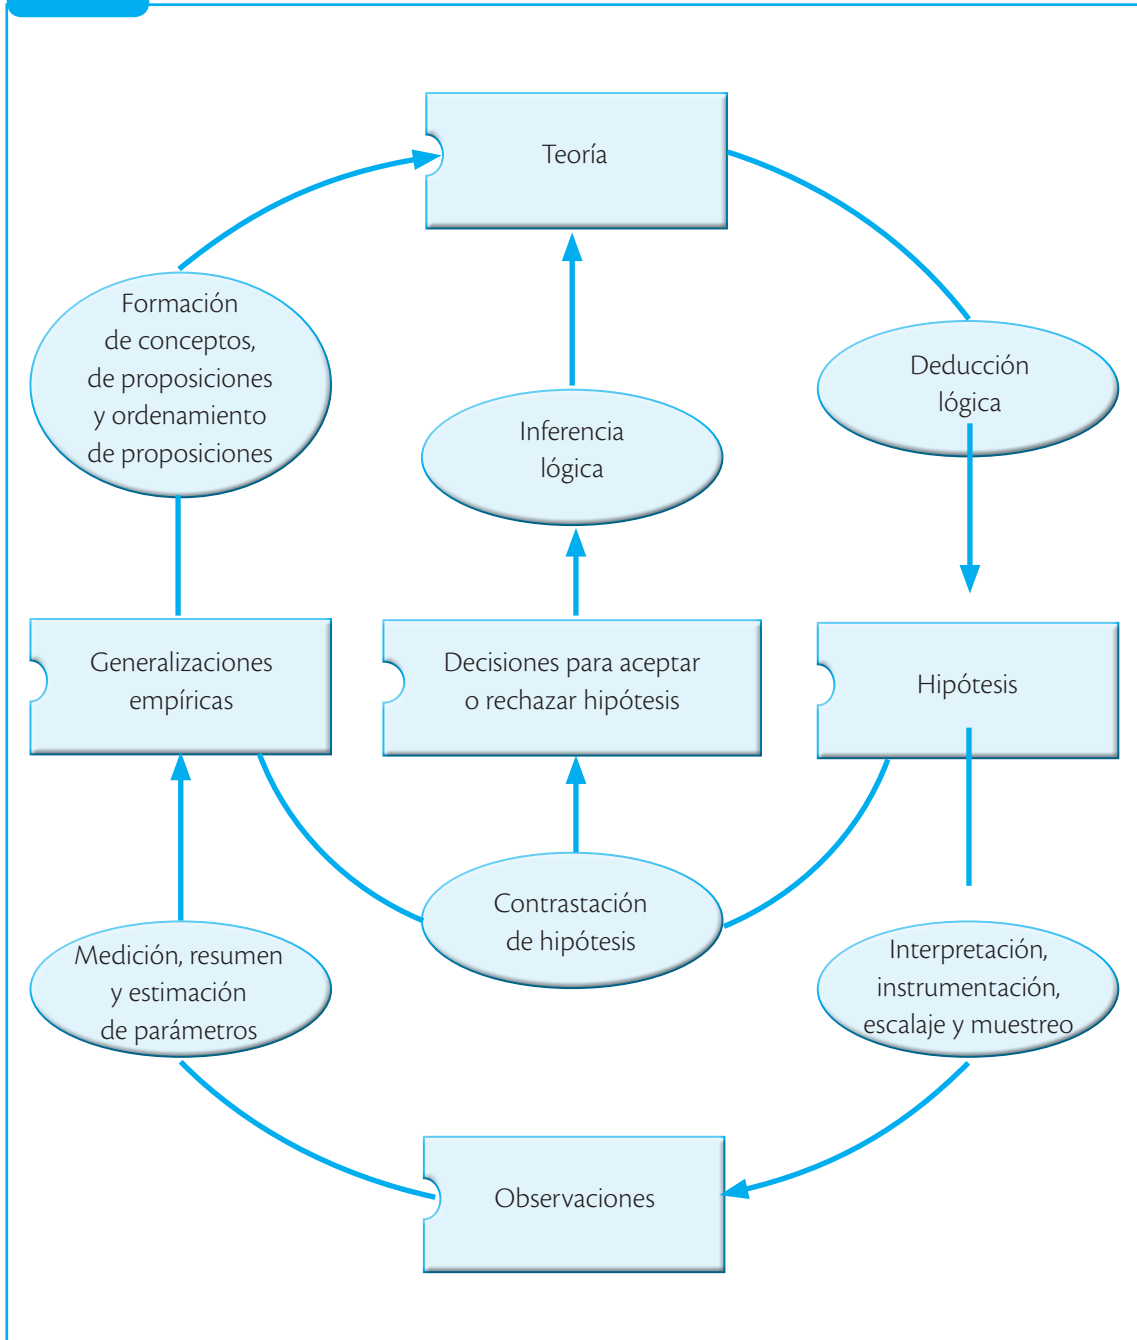 Teoría
Formación
de conceptos,
de proposiciones
y ordenamiento
de proposiciones
Inferencia
lógica
Deducción
lógica
Generalizaciones
empíricas
Decisiones para aceptar
o rechazar hipótesis
Hipótesis
Medición, resumen
y estimación
de parámetros
Contrastación
de hipótesis
Interpretación,
instrumentación,
escalaje y muestreo
Observaciones